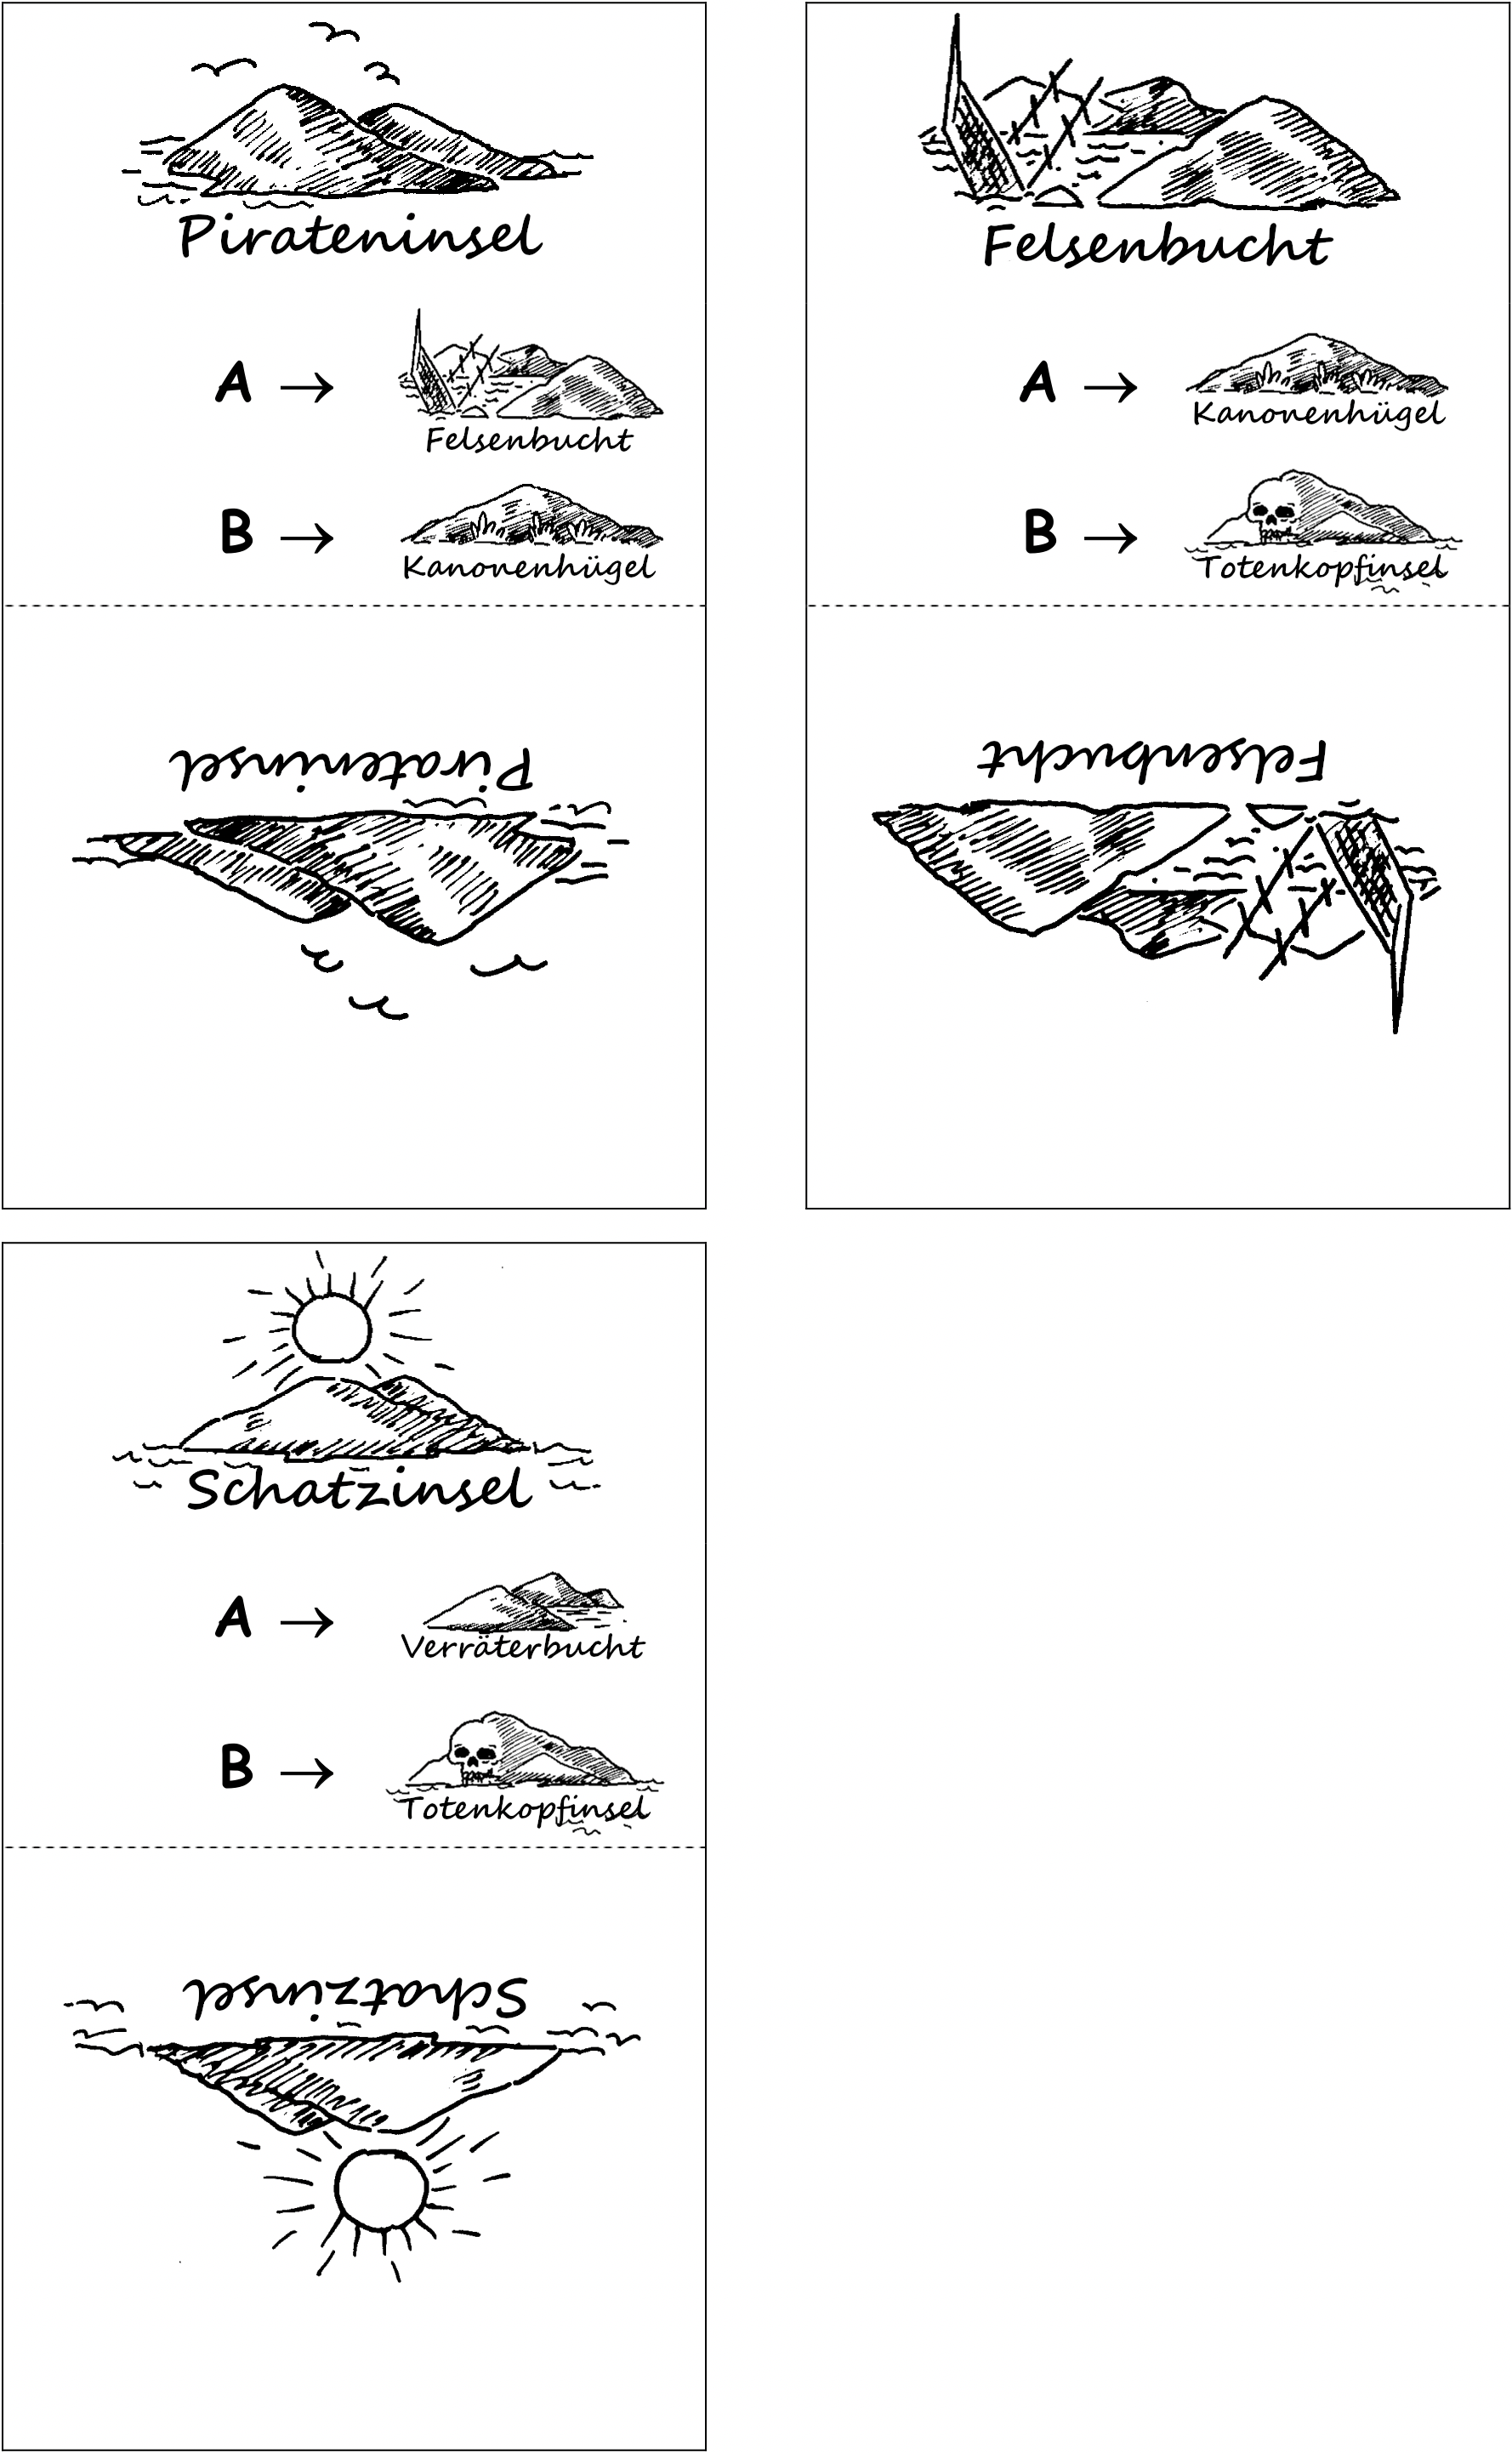 Pirateninsel
A → Felsenbucht
B → Kanonenhügel
Pirateninsel
Felsenbucht
A → Kanonenhügel
B → Totenkopfinsel
Felsenbucht
Schatzinsel
A → Verräterbucht
B → Totenkopfinsel
Schatzinsel